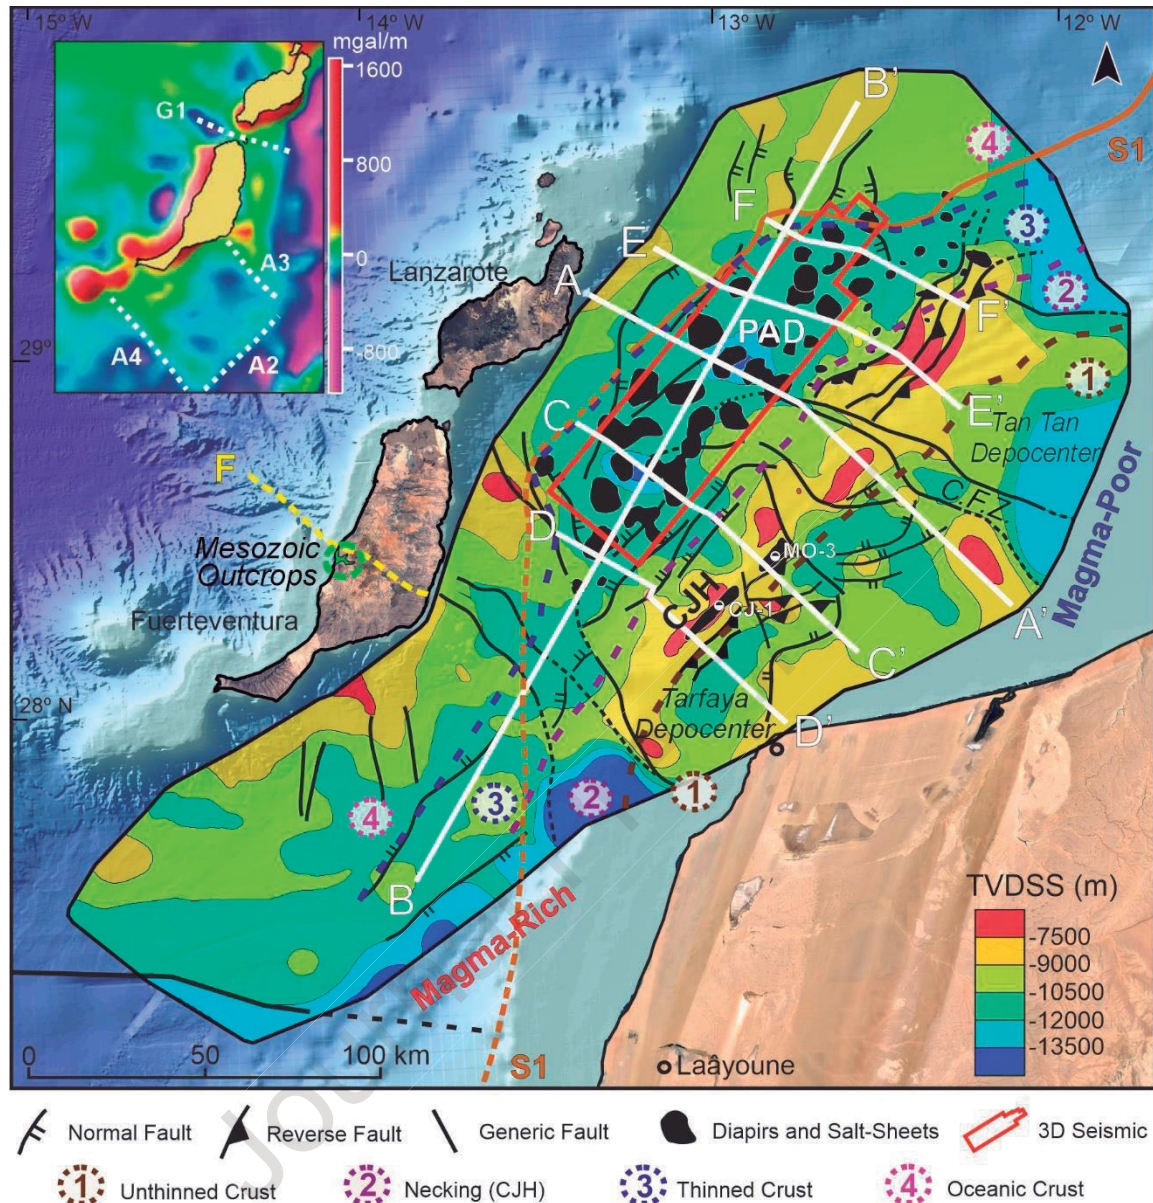 15° W
14° W
13° W
12° W
mgal/m
1600
800
0
-800
G1
A3
A4
A2
B'
4
S1
3
2
1
F
E
A
Lanzarote
F'
PAD
E'
29°
Tan Tan
Depocenter
C
C.F.Z
F
D
Mesozoic
Outcrops
MO-3
CJH
CJ-1
Magma-Poor
A'
Fuerteventura
C'
28° N
Tarfaya
Depocenter
D'
4
3
2
1
B
Magma-Rich
TVDSS (m)
-7500
-9000
-10500
-12000
-13500
0
50
100 km
S1
Laâyoune
Jou
Normal Fault
Reverse Fault
Generic Fault
Diapirs and Salt-Sheets
3D Seismic
1 Unthinned Crust
2 Necking (CJH)
3 Thinned Crust
4 Oceanic Crust